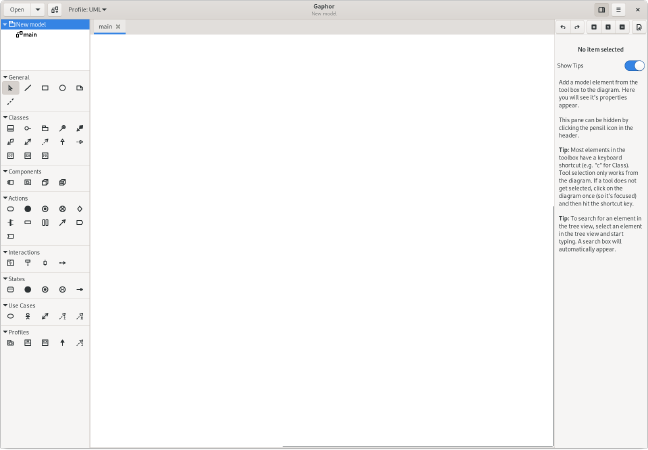 Open
Profile: UML
Gaphor
New model
New model
main
main
General
Classes
Components
Actions
Interactions
States
Use Cases
Profiles
No item selected
Show Tips
Add a model element from the
toolbox to the diagram. Here
you will see it's properties
appear.
This pane can be hidden by
clicking the pensil icon in the
header.
Tip: Most elements in the
toolbox have a keyboard
shortcut (e.g. "c" for Class).
Tool selection only works from
the diagram. If a tool does not
get selected, click on the
diagram once (so it's focused)
and then hit the shortcut key.
Tip: To search for an element in
the tree view, select an element
in the tree view and start
typing. A search box will
automatically appear.